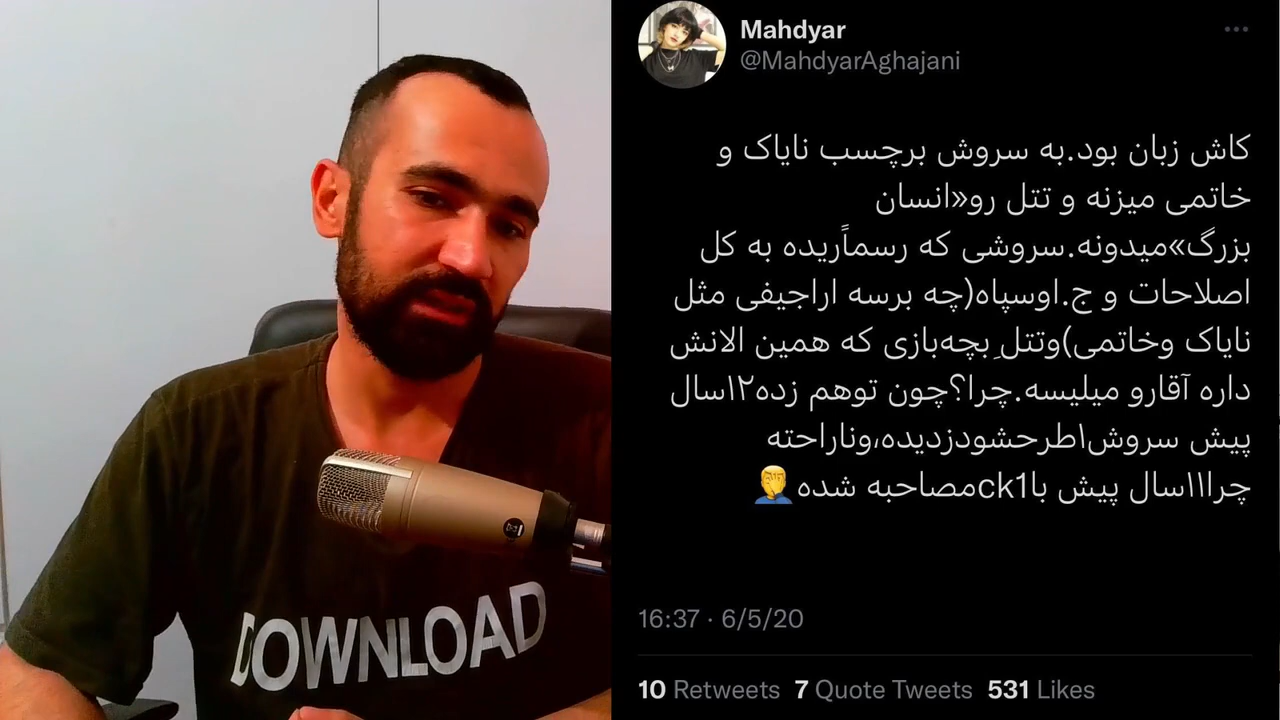 DOWNLOAD
Mahdyar
@MahdyarAghajani
کاش زبان بود.به سروش برچسب نایاک و
خاتمی میزنه و تتل رو«انسان
بزرگ»میدونه.سروشی که رسماًریده به کل
اصلاحات و ج.اوسپاه(چه برسه اراجیفی مثل
نایاک وخاتمی)وتتلِ بچه‌بازی که همین الانش
داره آقارو میلیسه.چرا؟چون توهم زده۱۲سال
پیش سروش۱طرحشودزدیده،وناراحته
چرا۱۱سال پیش باck1مصاحبه شده🤦‍♂️
16:37 · 6/5/20
10 Retweets 7 Quote Tweets 531 Likes